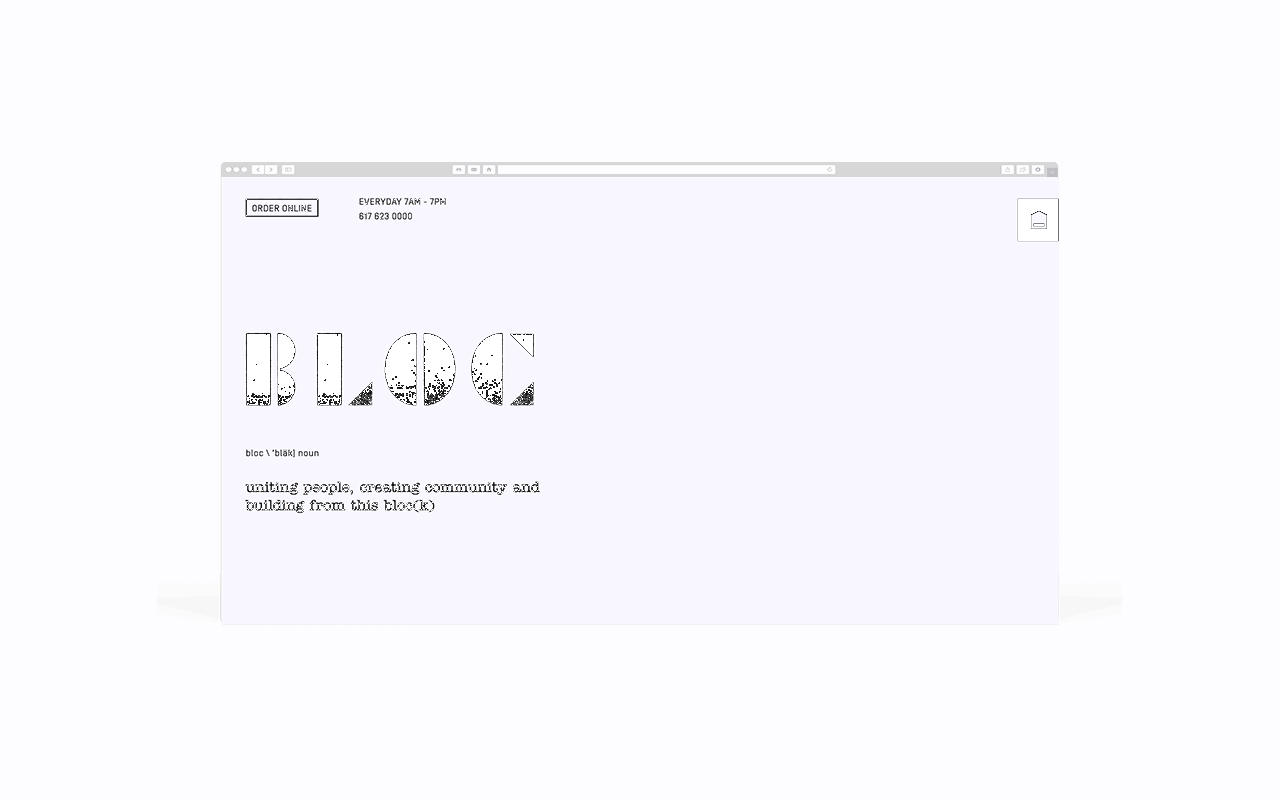 ORDER ONLINE
EVERYDAY 7AM - 7PM
617 623 0000
BLOC
bloc \ 'bläk] noun
uniting people, creating community and
building from this bloc(k)